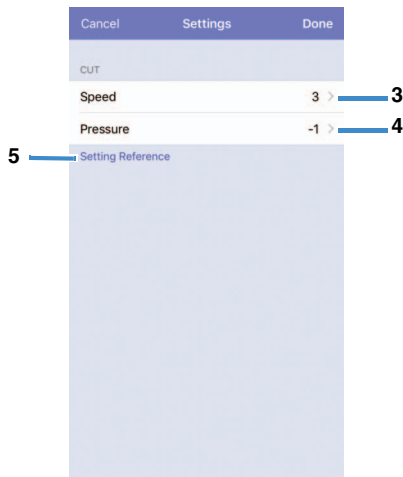 Cancel Settings Done
CUT
Speed 3 > 3
Pressure -1 > 4
5 Setting Reference